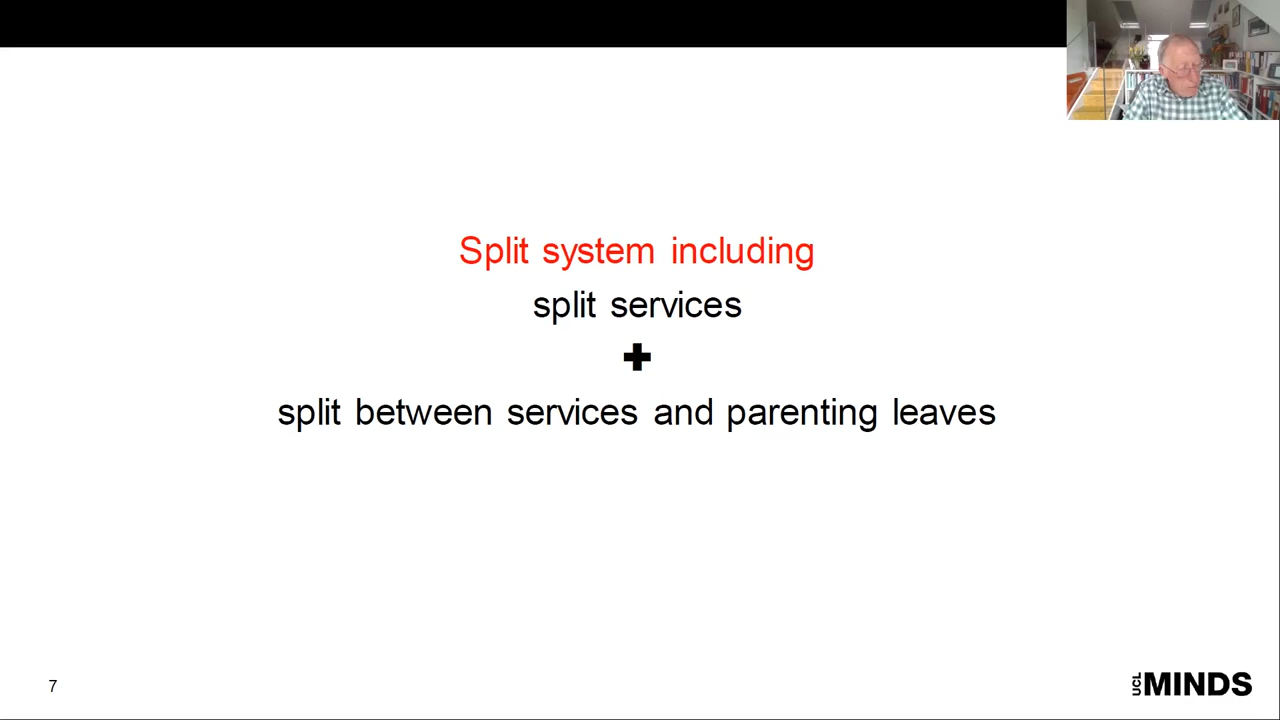 Split system including
split services
+
split between services and parenting leaves
7
UCL MINDS